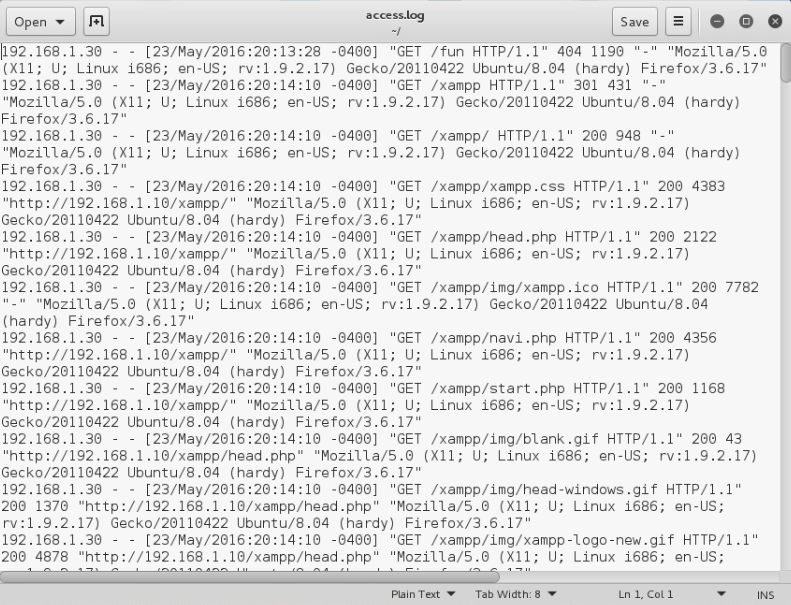 Open
access.log
~/
Save
192.168.1.30 - - [23/May/2016:20:13:28 -0400] "GET /fun HTTP/1.1" 404 1190 "-" "Mozilla/5.0
(X11; U; Linux i686; en-US; rv:1.9.2.17) Gecko/20110422 Ubuntu/8.04 (hardy) Firefox/3.6.17"
192.168.1.30 - - [23/May/2016:20:14:10 -0400] "GET /xampp HTTP/1.1" 301 431 "-"
"Mozilla/5.0 (X11; U; Linux i686; en-US; rv:1.9.2.17) Gecko/20110422 Ubuntu/8.04 (hardy)
Firefox/3.6.17"
192.168.1.30 - - [23/May/2016:20:14:10 -0400] "GET /xampp/ HTTP/1.1" 200 948 "-"
"Mozilla/5.0 (X11; U; Linux i686; en-US; rv:1.9.2.17) Gecko/20110422 Ubuntu/8.04 (hardy)
Firefox/3.6.17"
192.168.1.30 - - [23/May/2016:20:14:10 -0400] "GET /xampp/xampp.css HTTP/1.1" 200 4383
"http://192.168.1.10/xampp/" "Mozilla/5.0 (X11; U; Linux i686; en-US; rv:1.9.2.17)
Gecko/20110422 Ubuntu/8.04 (hardy) Firefox/3.6.17"
192.168.1.30 - - [23/May/2016:20:14:10 -0400] "GET /xampp/head.php HTTP/1.1" 200 2122
"http://192.168.1.10/xampp/" "Mozilla/5.0 (X11; U; Linux i686; en-US; rv:1.9.2.17)
Gecko/20110422 Ubuntu/8.04 (hardy) Firefox/3.6.17"
192.168.1.30 - - [23/May/2016:20:14:10 -0400] "GET /xampp/img/xampp.ico HTTP/1.1" 200 7782
"-" "Mozilla/5.0 (X11; U; Linux i686; en-US; rv:1.9.2.17) Gecko/20110422 Ubuntu/8.04
(hardy) Firefox/3.6.17"
192.168.1.30 - - [23/May/2016:20:14:10 -0400] "GET /xampp/navi.php HTTP/1.1" 200 4356
"http://192.168.1.10/xampp/" "Mozilla/5.0 (X11; U; Linux i686; en-US; rv:1.9.2.17)
Gecko/20110422 Ubuntu/8.04 (hardy) Firefox/3.6.17"
192.168.1.30 - - [23/May/2016:20:14:10 -0400] "GET /xampp/start.php HTTP/1.1" 200 1168
"http://192.168.1.10/xampp/" "Mozilla/5.0 (X11; U; Linux i686; en-US; rv:1.9.2.17)
Gecko/20110422 Ubuntu/8.04 (hardy) Firefox/3.6.17"
192.168.1.30 - - [23/May/2016:20:14:10 -0400] "GET /xampp/img/blank.gif HTTP/1.1" 200 43
"http://192.168.1.10/xampp/head.php" "Mozilla/5.0 (X11; U; Linux i686; en-US; rv:1.9.2.17)
Gecko/20110422 Ubuntu/8.04 (hardy) Firefox/3.6.17"
192.168.1.30 - - [23/May/2016:20:14:10 -0400] "GET /xampp/img/head-windows.gif HTTP/1.1"
200 1370 "http://192.168.1.10/xampp/head.php" "Mozilla/5.0 (X11; U; Linux i686; en-US;
rv:1.9.2.17) Gecko/20110422 Ubuntu/8.04 (hardy) Firefox/3.6.17"
192.168.1.30 - - [23/May/2016:20:14:10 -0400] "GET /xampp/img/xampp-logo-new.gif HTTP/1.1"
200 4878 "http://192.168.1.10/xampp/head.php" "Mozilla/5.0 (X11; U; Linux i686; en-US;
Plain Text
Tab Width: 8
Ln 1, Col 1
INS